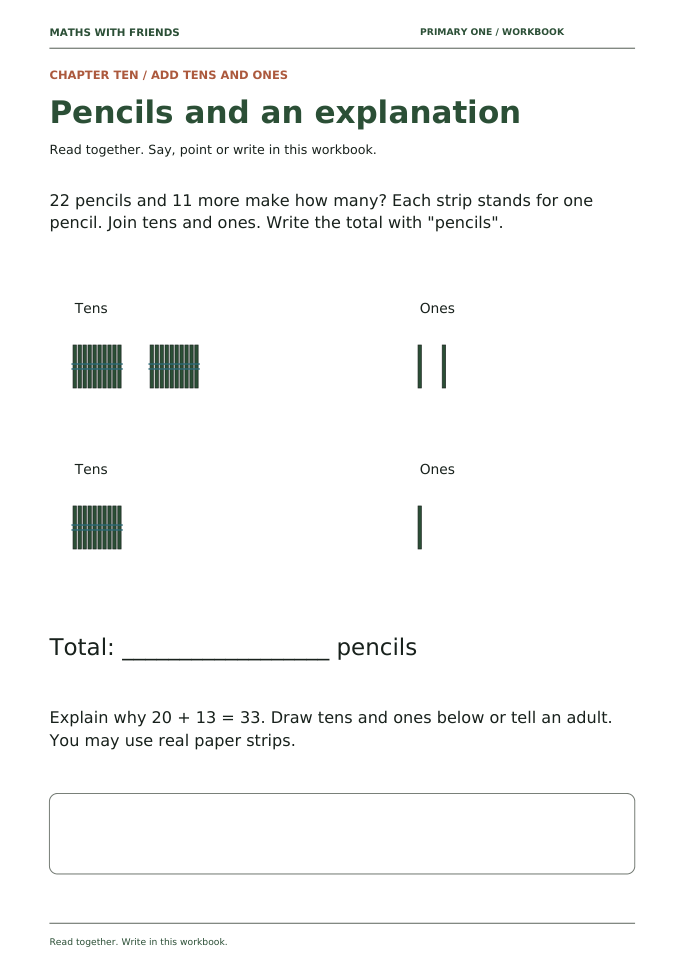 MATHS WITH FRIENDS
PRIMARY ONE / WORKBOOK
CHAPTER TEN / ADD TENS AND ONES
Pencils and an explanation
Read together. Say, point or write in this workbook.
22 pencils and 11 more make how many? Each strip stands for one
pencil. Join tens and ones. Write the total with "pencils".
Tens
Ones
Tens
Ones
Total: __________________ pencils
Explain why 20 + 13 = 33. Draw tens and ones below or tell an adult.
You may use real paper strips.
Read together. Write in this workbook.